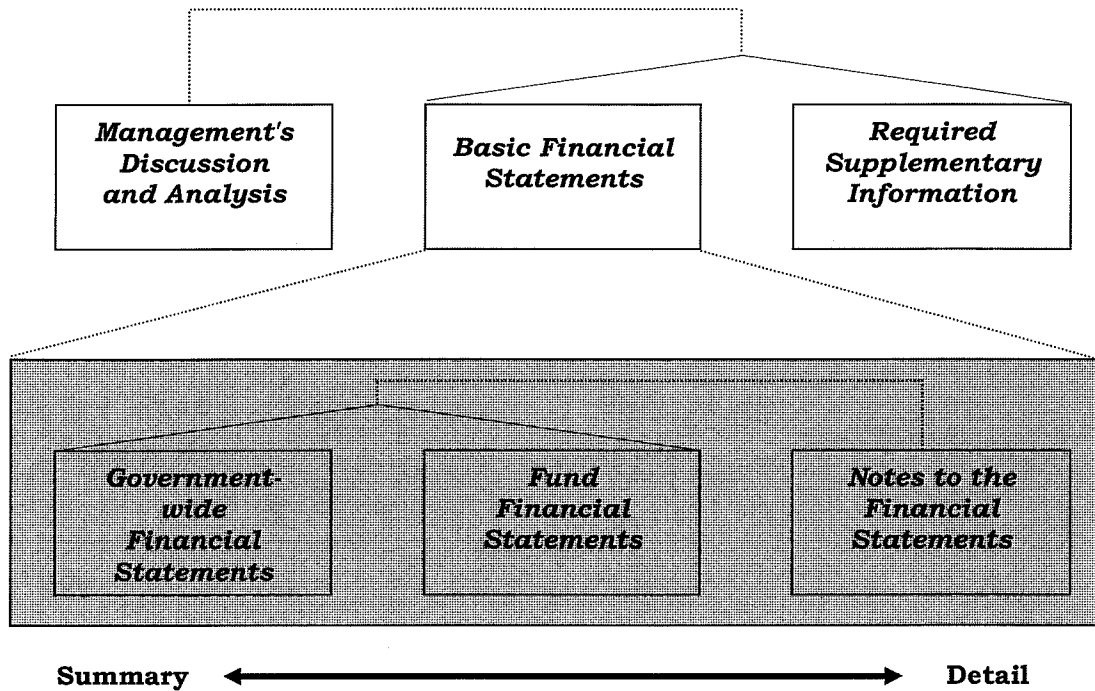 Management's
Discussion
and Analysis
Basic Financial
Statements
Required
Supplementary
Information
Government-
wide
Financial
Statements
Fund
Financial
Statements
Notes to the
Financial
Statements
Summary
Detail